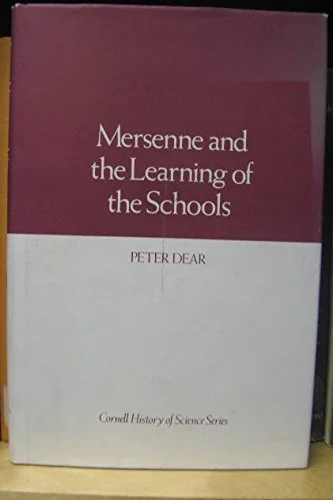 Mersenne and
the Learning of
the Schools
PETER DEAR
Cornell History of Science Series